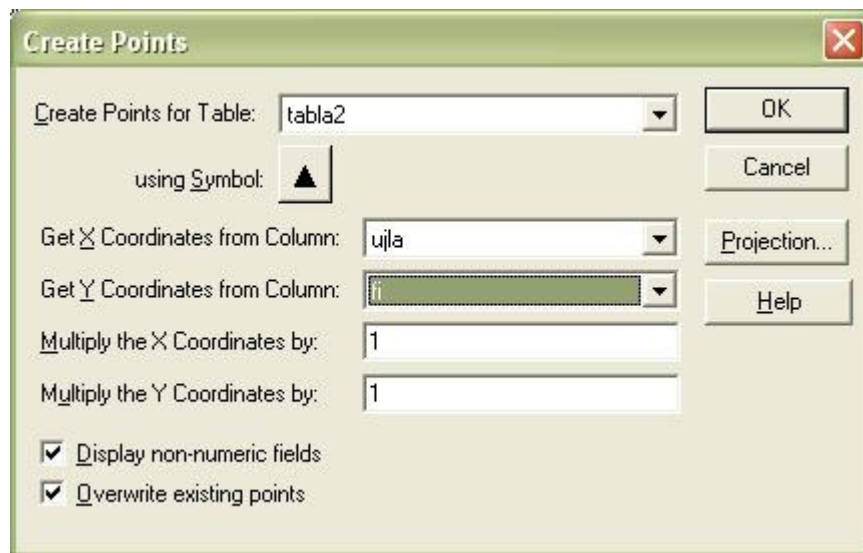 Create Points
Create Points for Table: tabla2
OK
using Symbol:
Cancel
Get X Coordinates from Column: ujla
Projection...
Get Y Coordinates from Column:
Help
Multiply the X Coordinates by: 1
Multiply the Y Coordinates by: 1
Display non-numeric fields
Overwrite existing points